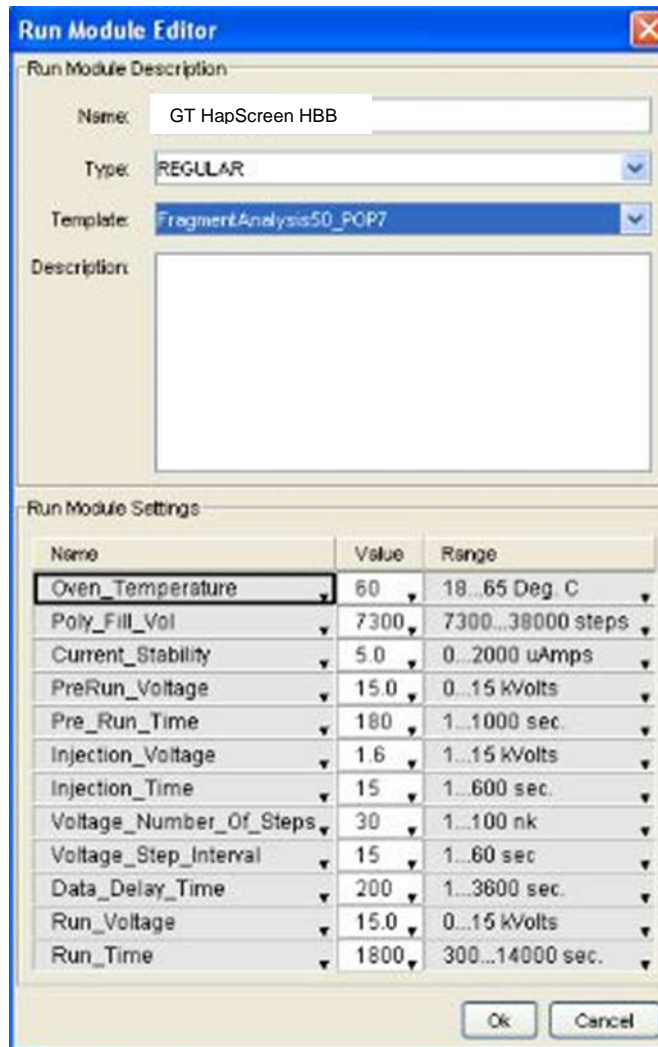 Run Module Editor
Run Module Description
Name: GT HapScreen HBB
Type: REGULAR
Template: FragmentAnalysis50_POP7
Description:
Run Module Settings
Name Value Range
Oven_Temperature 60 18...65 Deg. C
Poly_Fill_Vol 7300 7300...38000 steps
Current_Stability 5.0 0...2000 uAmps
PreRun_Voltage 15.0 0...15 kVolts
Pre_Run_Time 180 1...1000 sec.
Injection_Voltage 1.6 1...15 kVolts
Injection_Time 15 1...600 sec.
Voltage_Number_Of_Steps 30 1...100 nk
Voltage_Step_Interval 15 1...60 sec
Data_Delay_Time 200 1...3600 sec.
Run_Voltage 15.0 0...15 kVolts
Run_Time 1800 300...14000 sec.
Ok Cancel